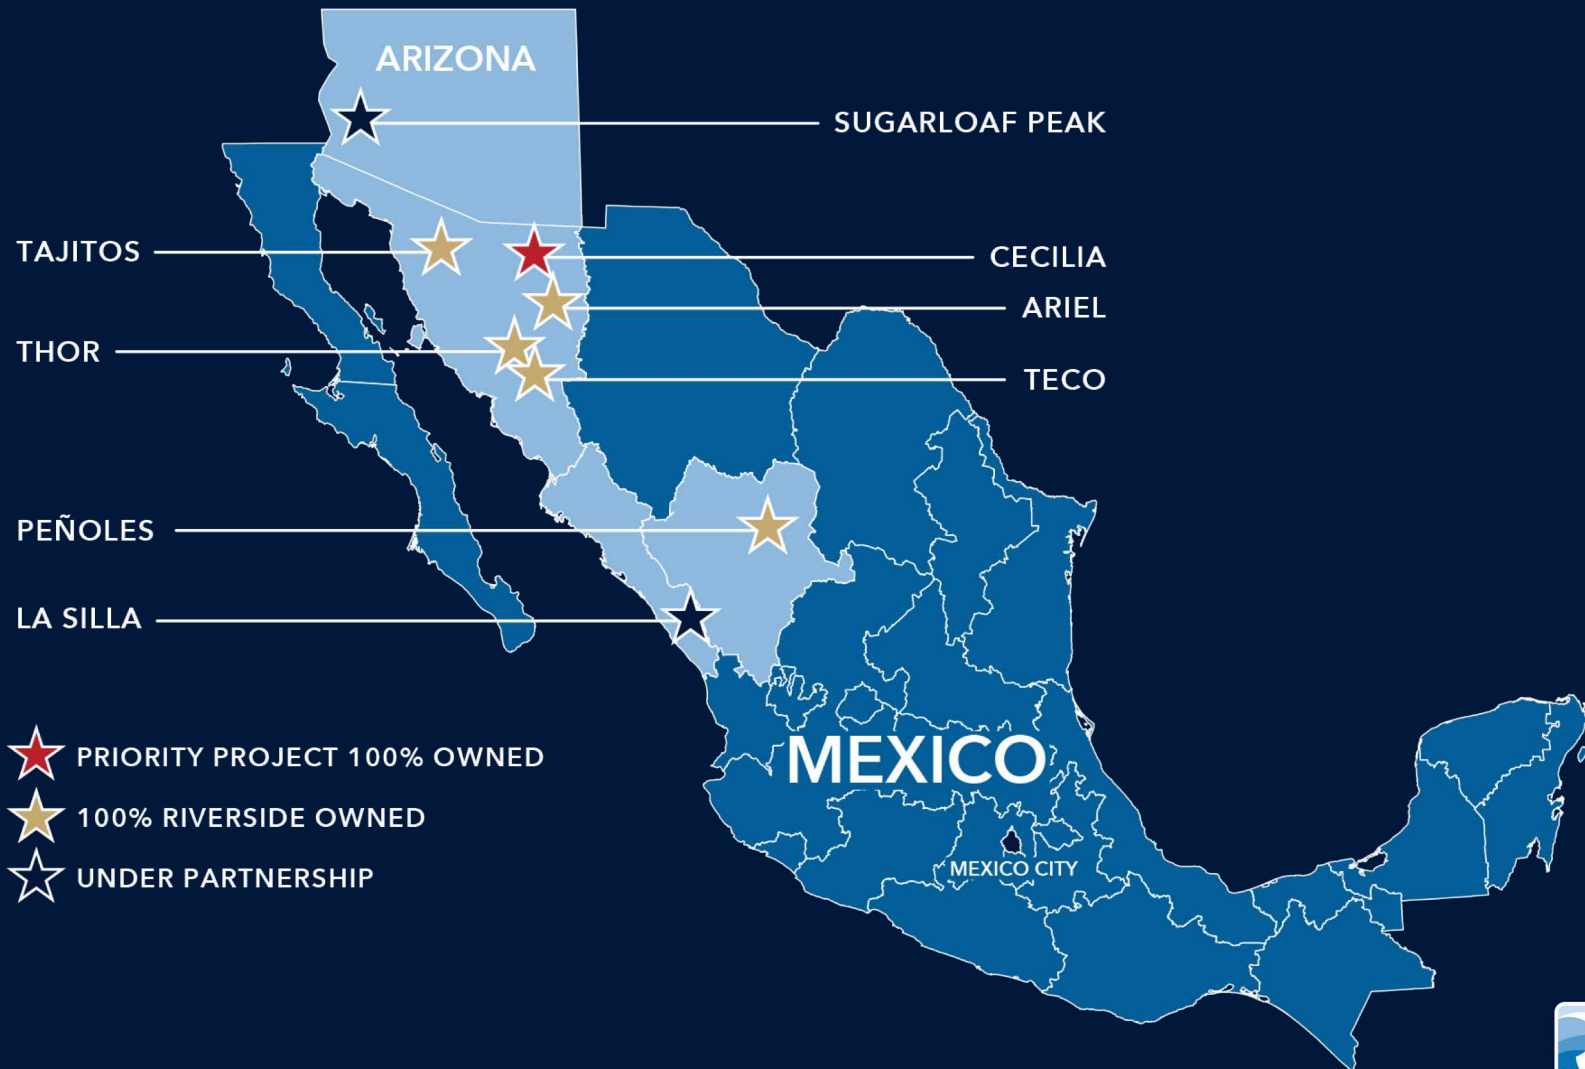 ARIZONA
SUGARLOAF PEAK
TAJITOS
CECILIA
ARIEL
THOR
TECO
PEÑOLES
LA SILLA
PRIORITY PROJECT 100% OWNED
MEXICO
100% RIVERSIDE OWNED
MEXICO CITY
UNDER PARTNERSHIP